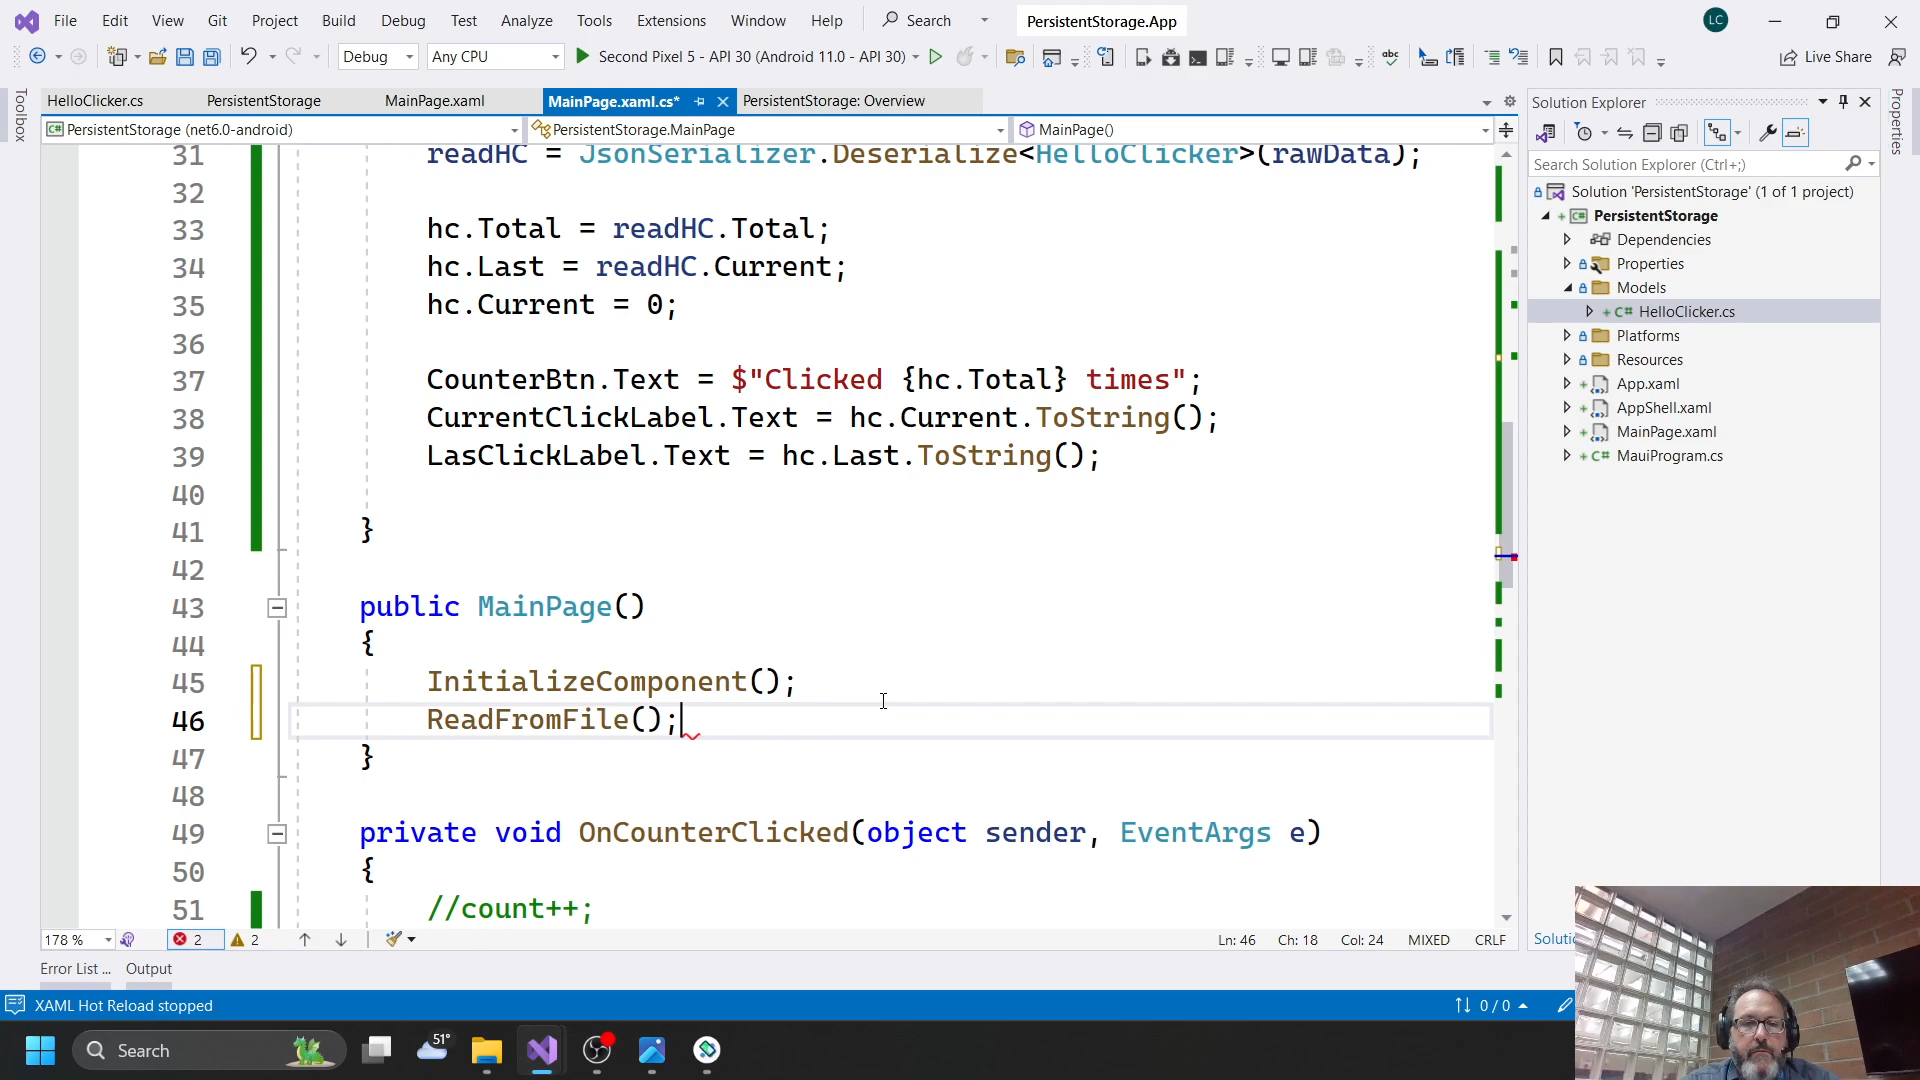 File Edit View Git Project Build Debug Test Analyze Tools Extensions Window Help Search PersistentStorage.App LC
Debug Any CPU Second Pixel 5 - API 30 (Android 11.0 - API 30) abc Live Share
Toolbox
HelloClicker.cs PersistentStorage MainPage.xaml MainPage.xaml.cs* PersistentStorage: Overview
PersistentStorage (net6.0-android) PersistentStorage.MainPage MainPage()
31 readHC = JsonSerializer.Deserialize<HelloClicker>(rawData);
32
33 hc.Total = readHC.Total;
34 hc.Last = readHC.Current;
35 hc.Current = 0;
36
37 CounterBtn.Text = $"Clicked {hc.Total} times";
38 CurrentClickLabel.Text = hc.Current.ToString();
39 LasClickLabel.Text = hc.Last.ToString();
40
41 }
42
43 public MainPage()
44 {
45 InitializeComponent();
46 ReadFromFile();
47 }
48
49 private void OnCounterClicked(object sender, EventArgs e)
50 {
51 //count++;
178 % 2 2 Ln: 46 Ch: 18 Col: 24 MIXED CRLF
Error List ... Output
XAML Hot Reload stopped 0 / 0
Solution Explorer
Search Solution Explorer (Ctrl+;)
Solution 'PersistentStorage' (1 of 1 project)
PersistentStorage
Dependencies
Properties
Models
C# HelloClicker.cs
Platforms
Resources
App.xaml
AppShell.xaml
MainPage.xaml
C# MauiProgram.cs
Properties
Search 51°